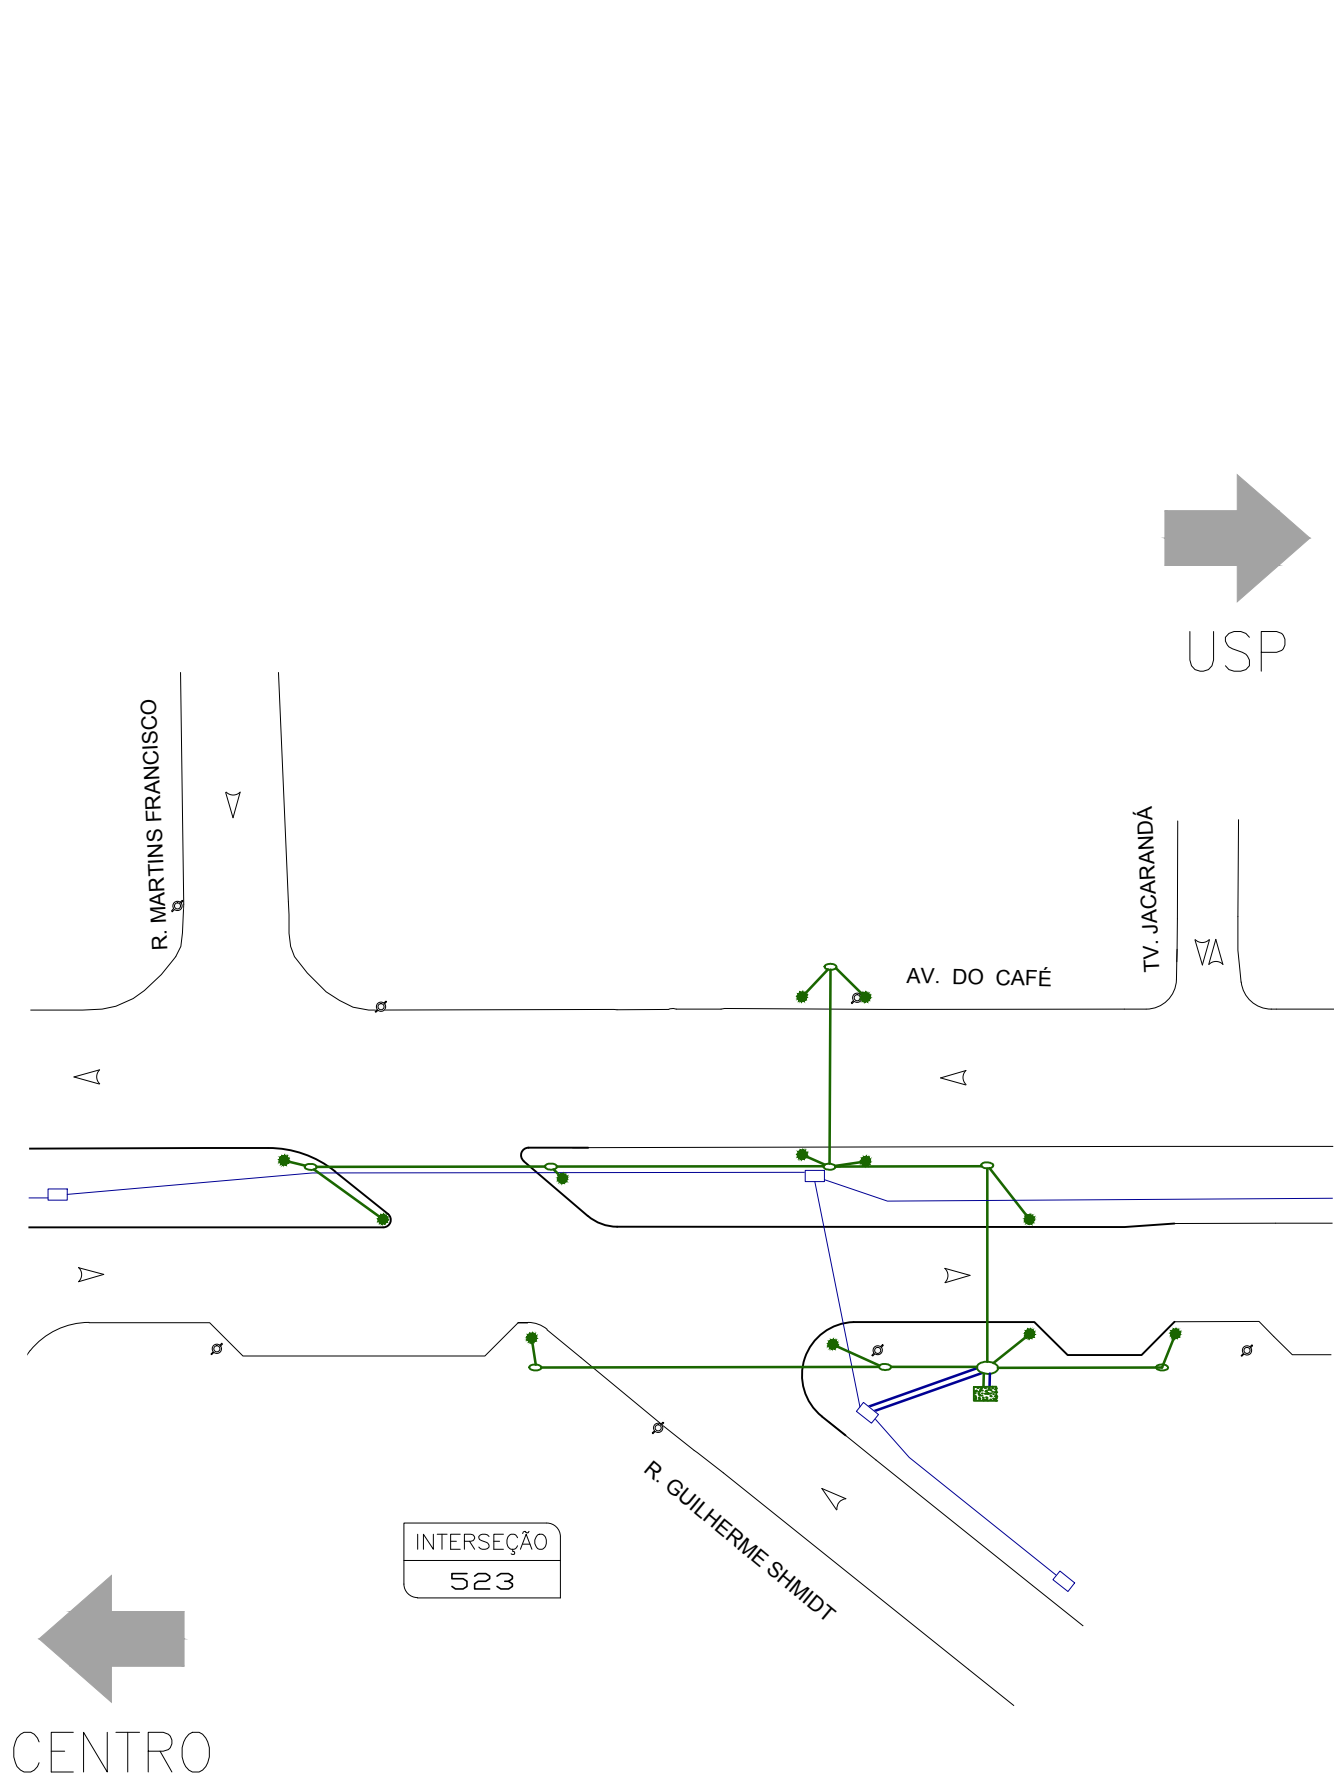 USP
R. MARTINS FRANCISCO
TV. JACARANDÁ
AV. DO CAFÉ
R. GUILHERME SHMIDT
INTERSEÇÃO
523
CENTRO